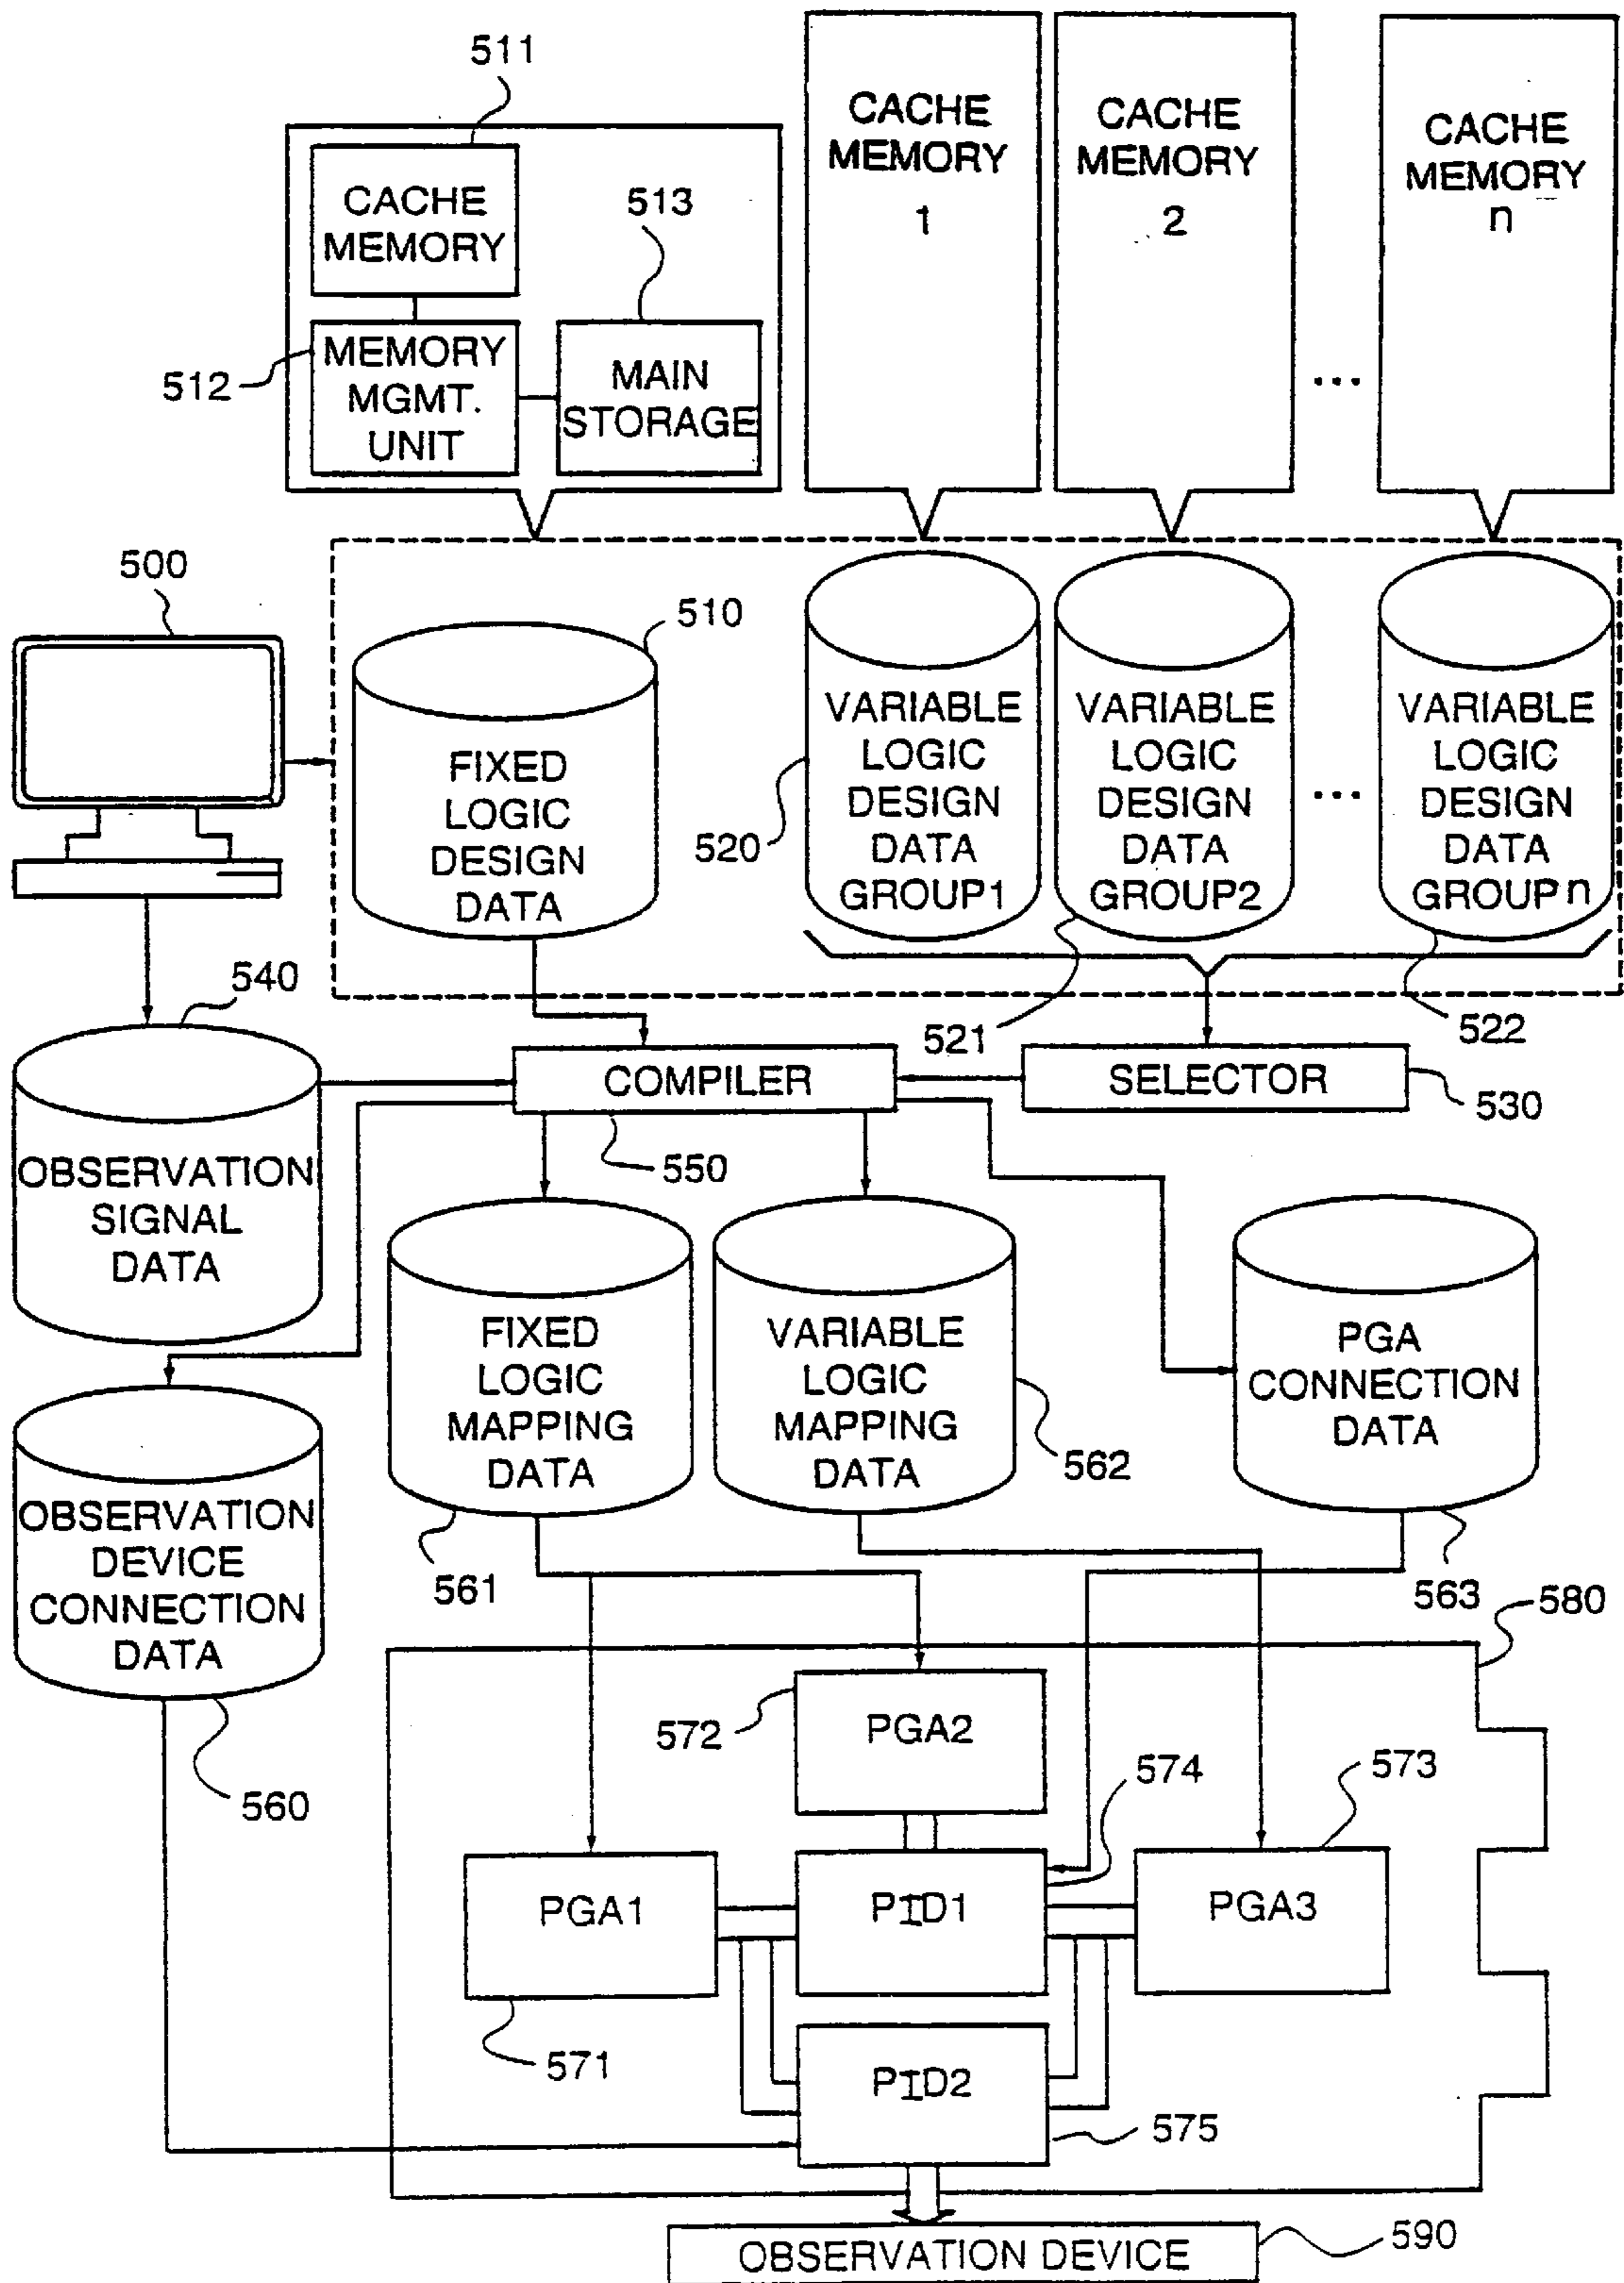 511
CACHE
MEMORY
513
512
MEMORY
MGMT.
UNIT
MAIN
STORAGE
CACHE
MEMORY
1
CACHE
MEMORY
2
...
CACHE
MEMORY
n
500
510
FIXED
LOGIC
DESIGN
DATA
520
VARIABLE
LOGIC
DESIGN
DATA
GROUP1
VARIABLE
LOGIC
DESIGN
DATA
GROUP2
...
VARIABLE
LOGIC
DESIGN
DATA
GROUPn
521
522
540
OBSERVATION
SIGNAL
DATA
COMPILER
550
SELECTOR
530
FIXED
LOGIC
MAPPING
DATA
561
VARIABLE
LOGIC
MAPPING
DATA
562
PGA
CONNECTION
DATA
563
OBSERVATION
DEVICE
CONNECTION
DATA
560
580
572
PGA2
574
573
PGA1
571
PID1
PGA3
PID2
575
OBSERVATION DEVICE
590